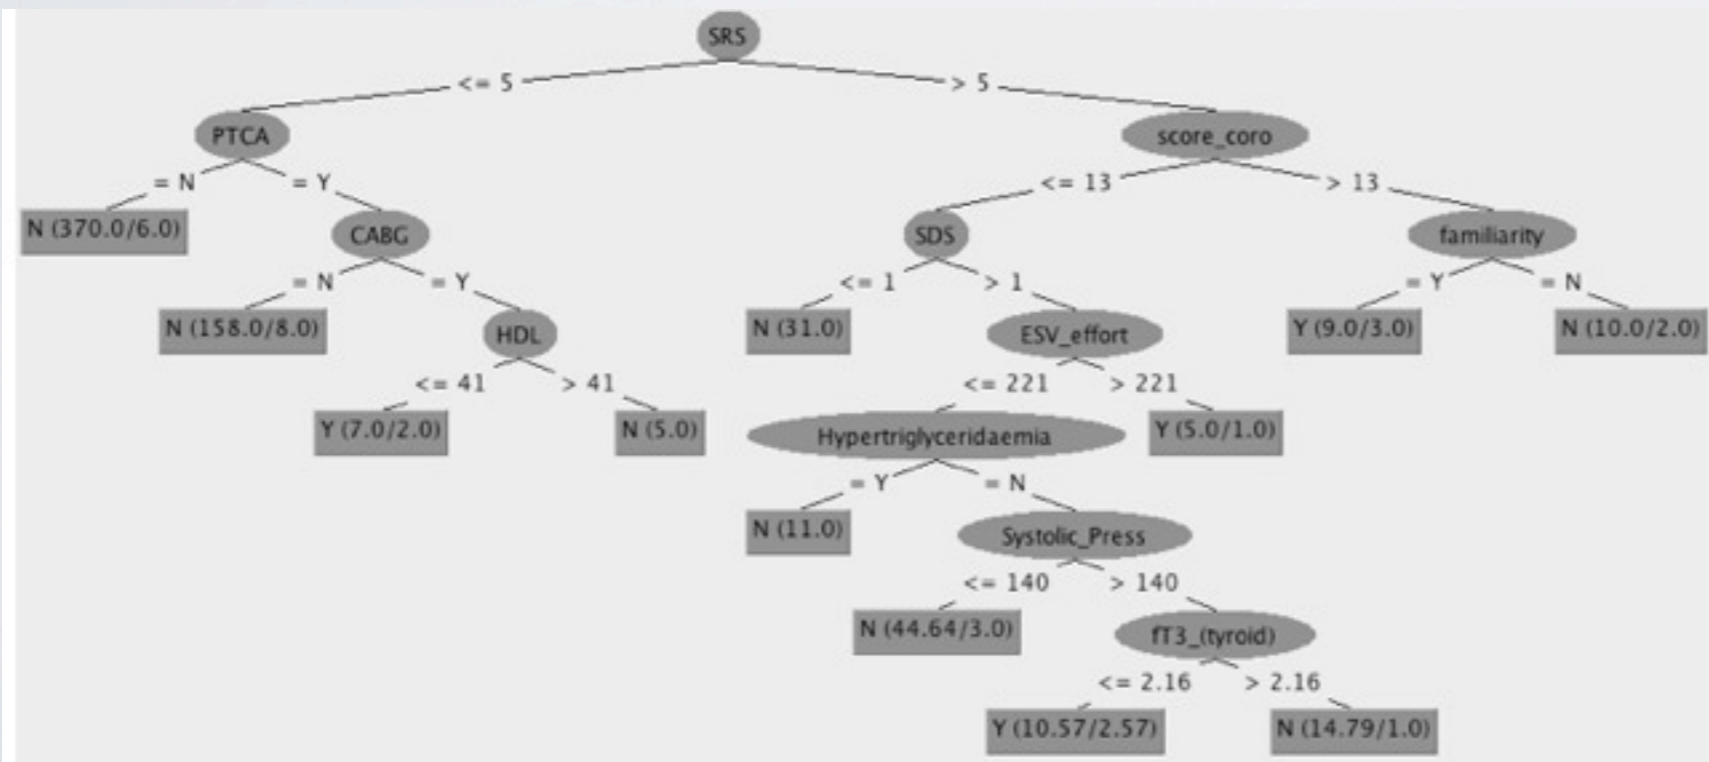 SRS
<= 5
> 5
PTCA
score_coro
= N
= Y
<= 13
> 13
N (370.0/6.0)
CABG
SDS
familiarity
= N
= Y
<= 1
> 1
= Y
= N
N (158.0/8.0)
HDL
N (31.0)
ESV_effort
Y (9.0/3.0)
N (10.0/2.0)
<= 41
> 41
<= 221
> 221
Y (7.0/2.0)
N (5.0)
Hypertriglyceridaemia
Y (5.0/1.0)
= Y
= N
N (11.0)
Systolic_Press
<= 140
> 140
N (44.64/3.0)
fT3_(tyroid)
<= 2.16
> 2.16
Y (10.57/2.57)
N (14.79/1.0)